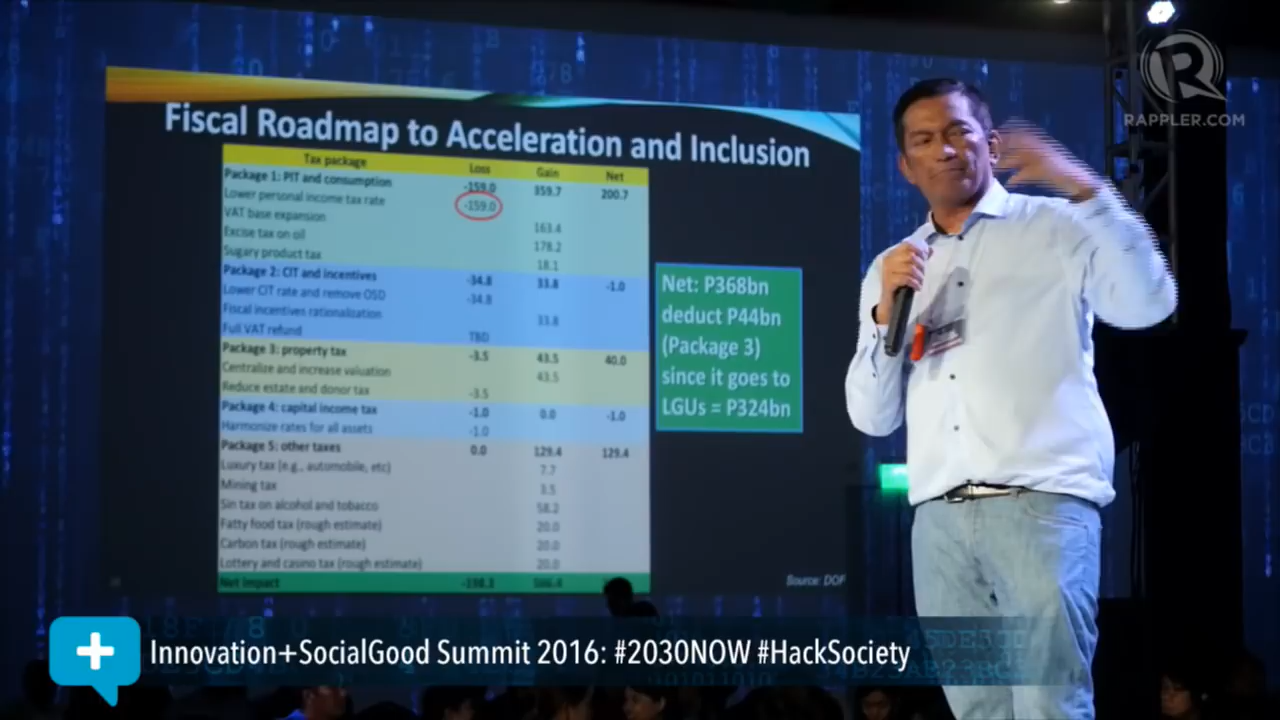 RAPPLER.COM
Fiscal Roadmap to Acceleration and Inclusion
Tax package Loss Gain Net
Package 1: PIT and consumption -159.0 359.7 200.7
Lower personal income tax rate -159.0
VAT base expansion 163.4
Excise tax on oil 178.2
Sugary product tax 18.1
Package 2: CIT and incentives -34.8 33.8 -1.0
Lower CIT rate and remove OSD -34.8
Fiscal incentives rationalization 33.8
Full VAT refund TBD
Package 3: property tax -3.5 43.5 40.0
Centralize and increase valuation 43.5
Reduce estate and donor tax -3.5
Package 4: capital income tax -1.0 0.0 -1.0
Harmonize rates for all assets -1.0
Package 5: other taxes 0.0 129.4 129.4
Luxury tax (e.g., automobile, etc) 7.7
Mining tax 3.5
Sin tax on alcohol and tobacco 58.2
Fatty food tax (rough estimate) 20.0
Carbon tax (rough estimate) 20.0
Lottery and casino tax (rough estimate) 20.0
Net impact -198.3 566.4
Net: P368bn
deduct P44bn
(Package 3)
since it goes to
LGUs = P324bn
Source: DOF
Innovation+SocialGood Summit 2016: #2030NOW #HackSociety